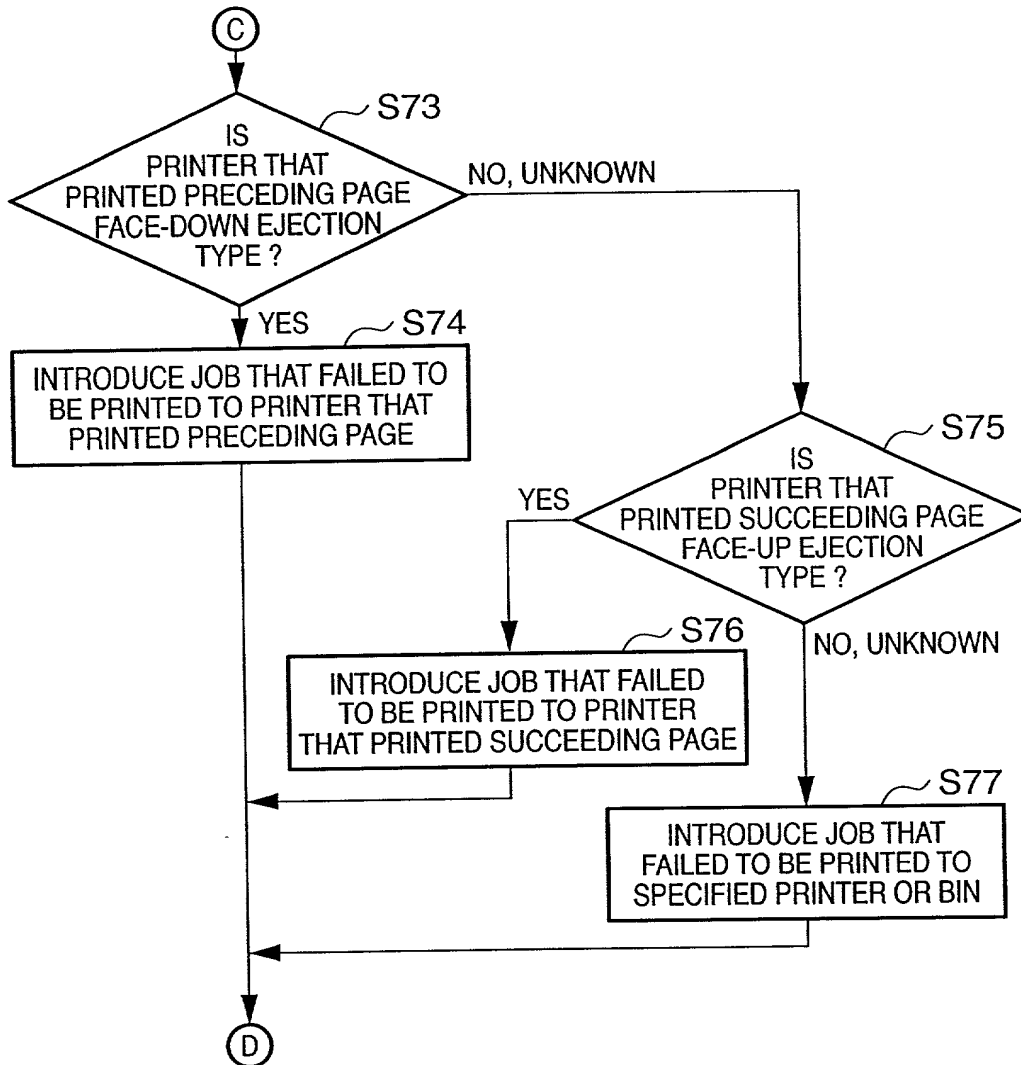 C
S73
IS
PRINTER THAT
PRINTED PRECEDING PAGE
FACE-DOWN EJECTION
TYPE ?
NO, UNKNOWN
YES
S74
INTRODUCE JOB THAT FAILED TO
BE PRINTED TO PRINTER THAT
PRINTED PRECEDING PAGE
S75
IS
PRINTER THAT
PRINTED SUCCEEDING PAGE
FACE-UP EJECTION
TYPE ?
YES
NO, UNKNOWN
S76
INTRODUCE JOB THAT FAILED
TO BE PRINTED TO PRINTER
THAT PRINTED SUCCEEDING PAGE
S77
INTRODUCE JOB THAT
FAILED TO BE PRINTED TO
SPECIFIED PRINTER OR BIN
D